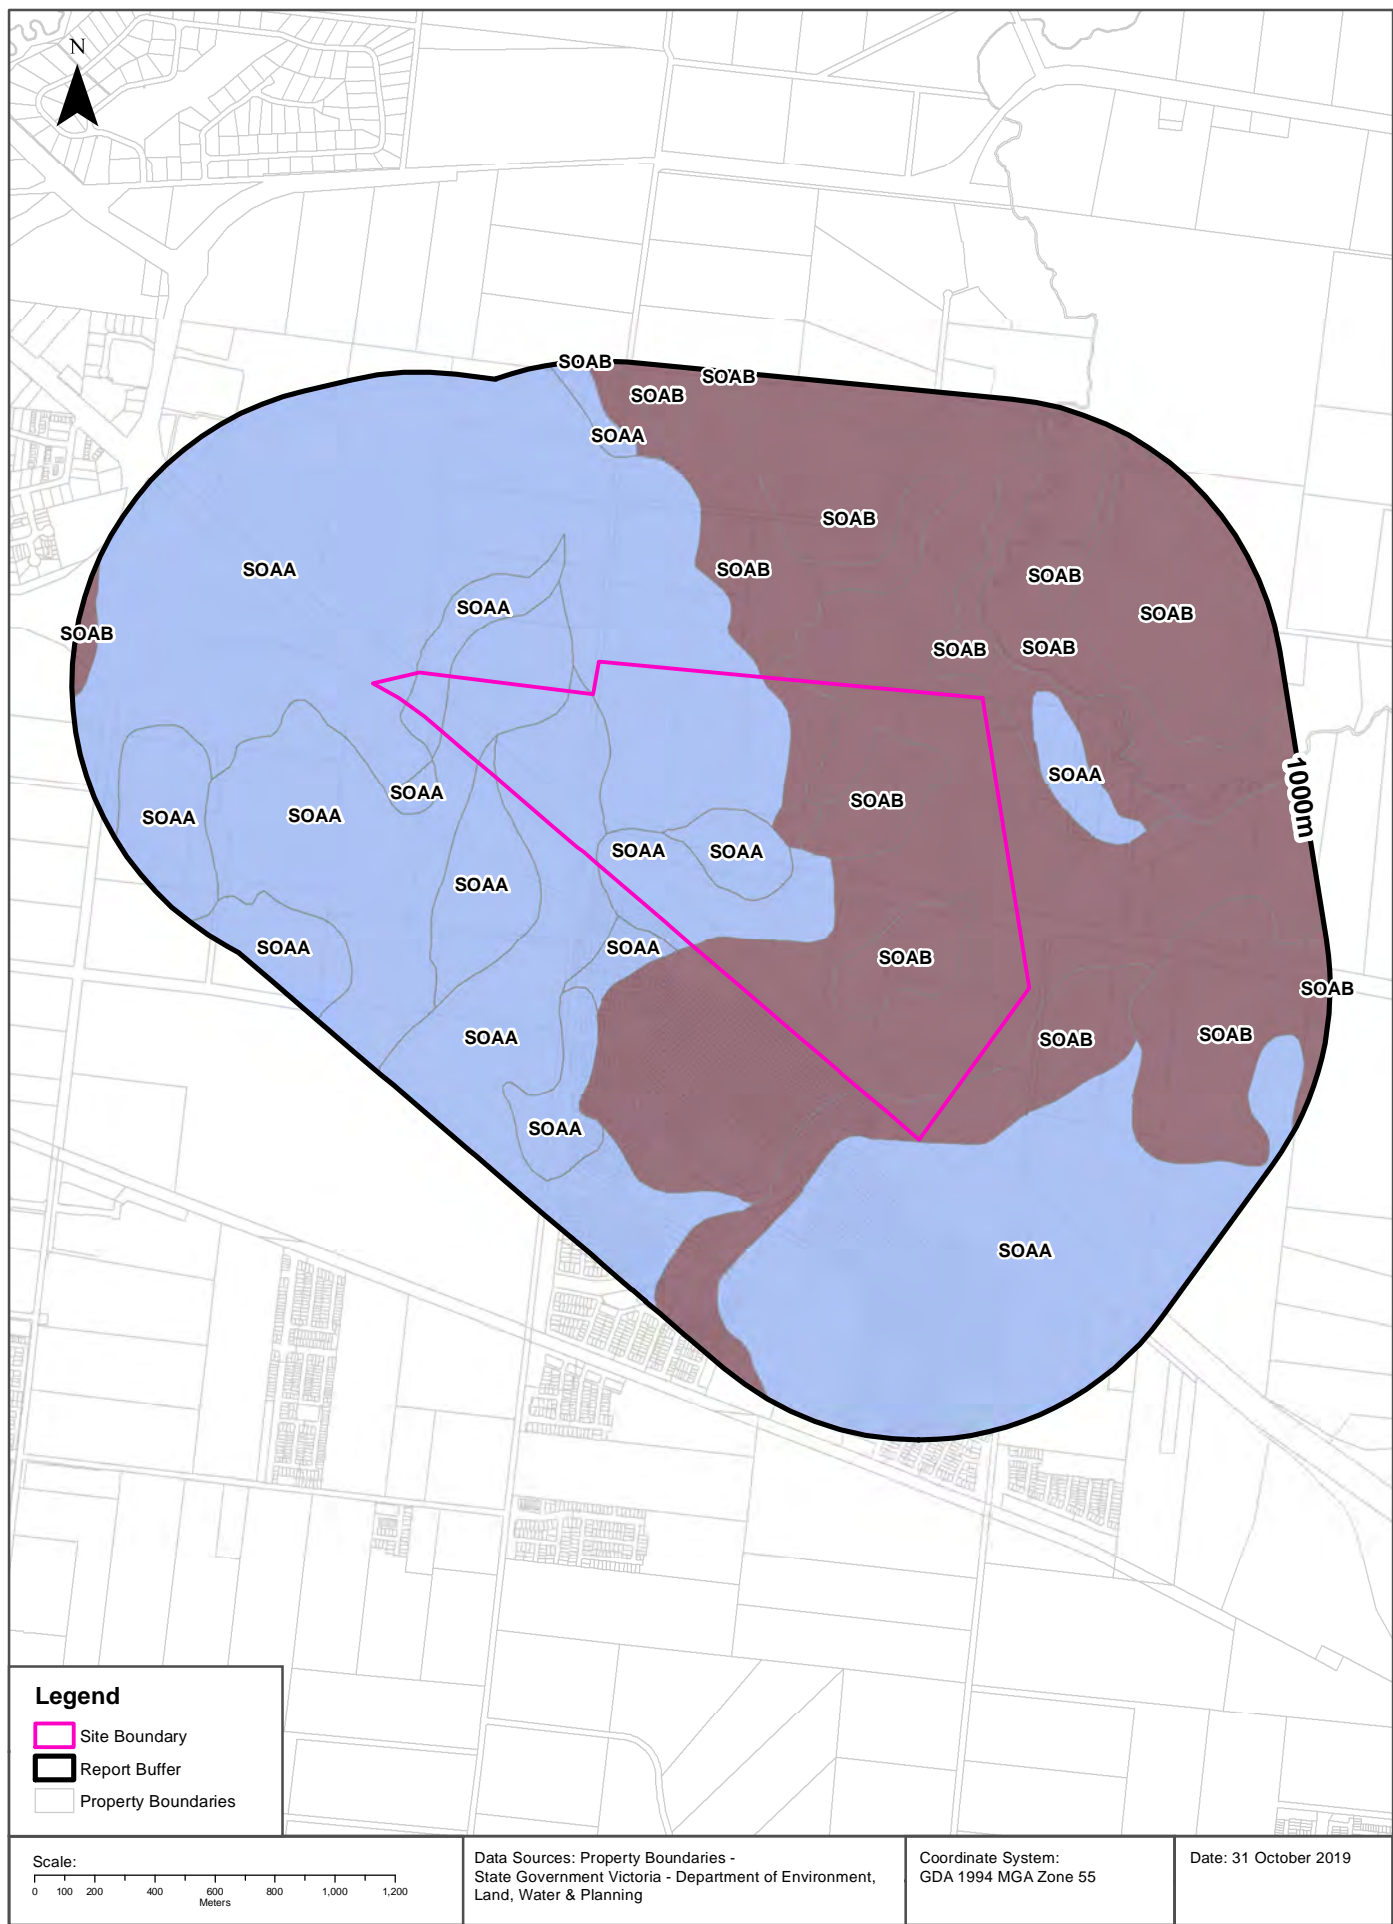 N
SOAB
SOAB
SOAB
SOAA
SOAB
SOAA
SOAB
SOAB
SOAA
SOAB
SOAB
SOAB
SOAB
SOAA
1000m
SOAA
SOAB
SOAA
SOAA
SOAA
SOAA
SOAA
SOAA
SOAA
SOAA
SOAB
SOAB
SOAB
SOAA
SOAB
SOAA
SOAA
Legend
Site Boundary
Report Buffer
Property Boundaries
Scale:
0 100 200 400 600 800 1,000 1,200
Meters
Data Sources: Property Boundaries -
State Government Victoria - Department of Environment,
Land, Water & Planning
Coordinate System:
GDA 1994 MGA Zone 55
Date: 31 October 2019